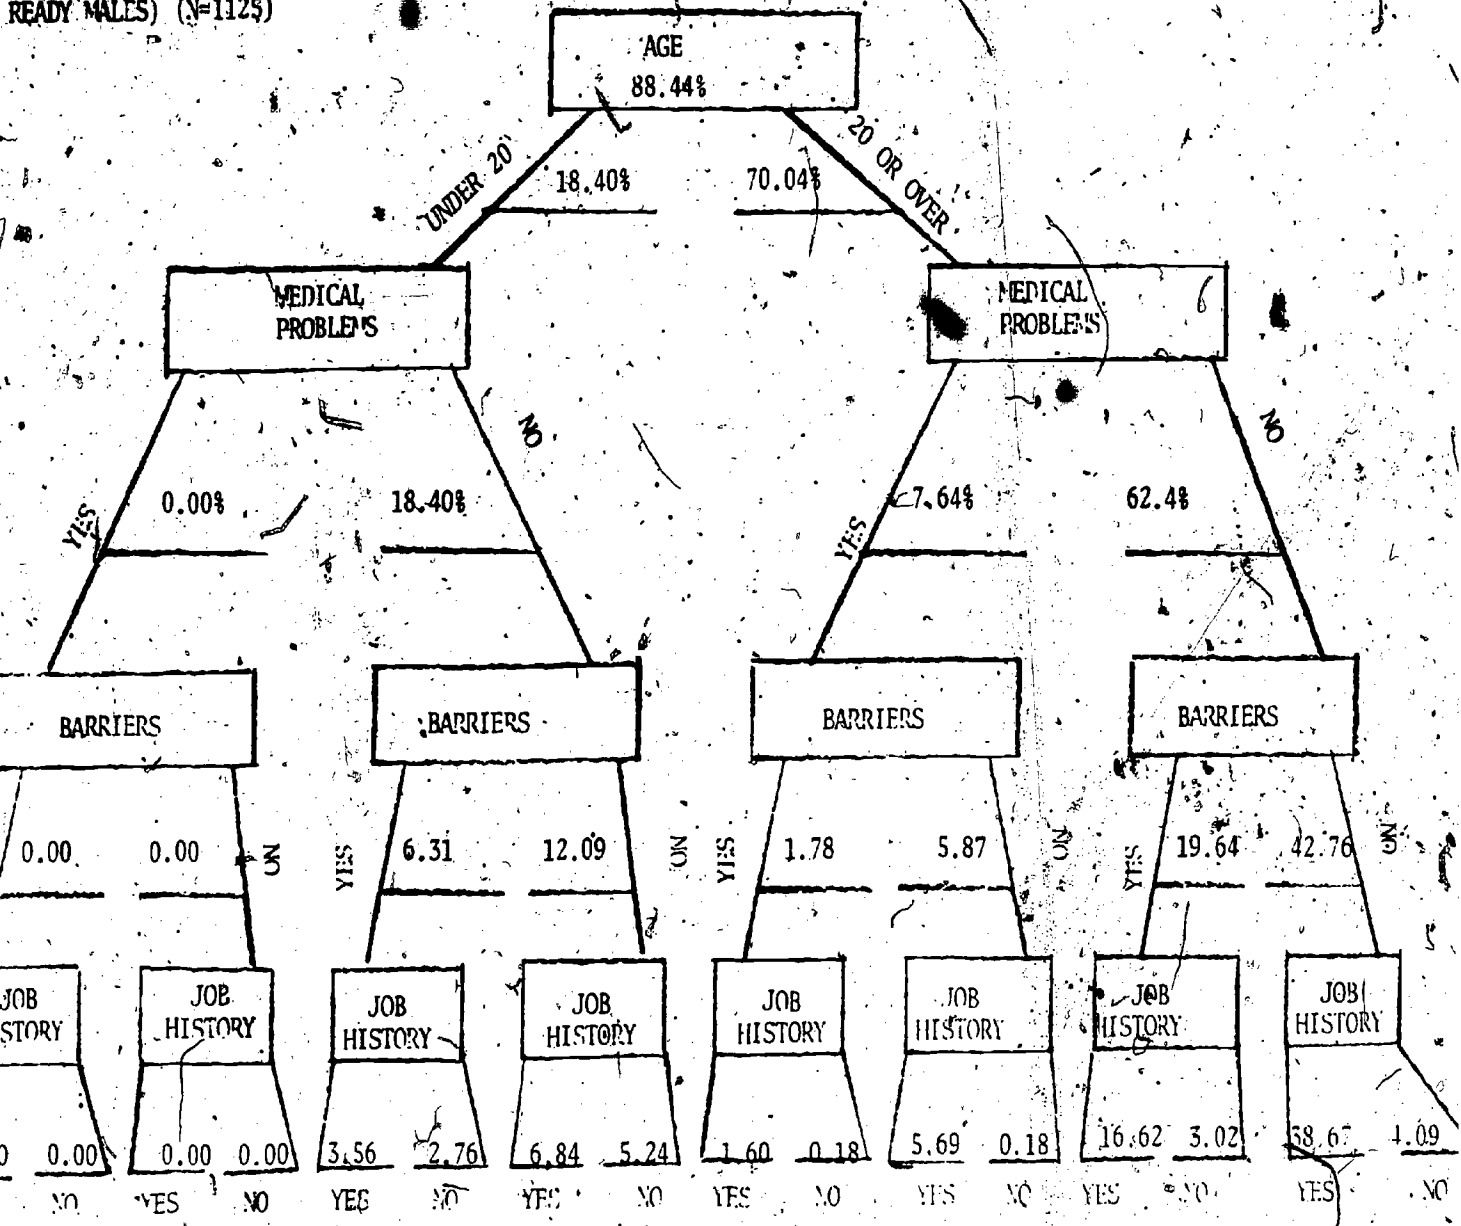 READY MALES) (N=1125)
AGE
88.44%
UNDER 20
18.40%
70.04%
20 OR OVER
MEDICAL
PROBLEMS
MEDICAL
PROBLEMS
YES
0.00%
18.40%
NO
YES
7.64%
62.4%
NO
BARRIERS
BARRIERS
BARRIERS
BARRIERS
0.00
0.00
NO
YES
6.31
12.09
NO
YES
1.78
5.87
NO
YES
19.64
42.76
NO
JOB
STORY
JOB
HISTORY
JOB
HISTORY
JOB
HISTORY
JOB
HISTORY
JOB
HISTORY
JOB
HISTORY
JOB
HISTORY
0 0.00 0.00 0.00 3.56 2.76 6.84 5.24 1.60 0.18 5.69 0.18 16.62 3.02 38.67 4.09
NO YES NO YES NO YES NO YES NO YES NO YES NO YES NO